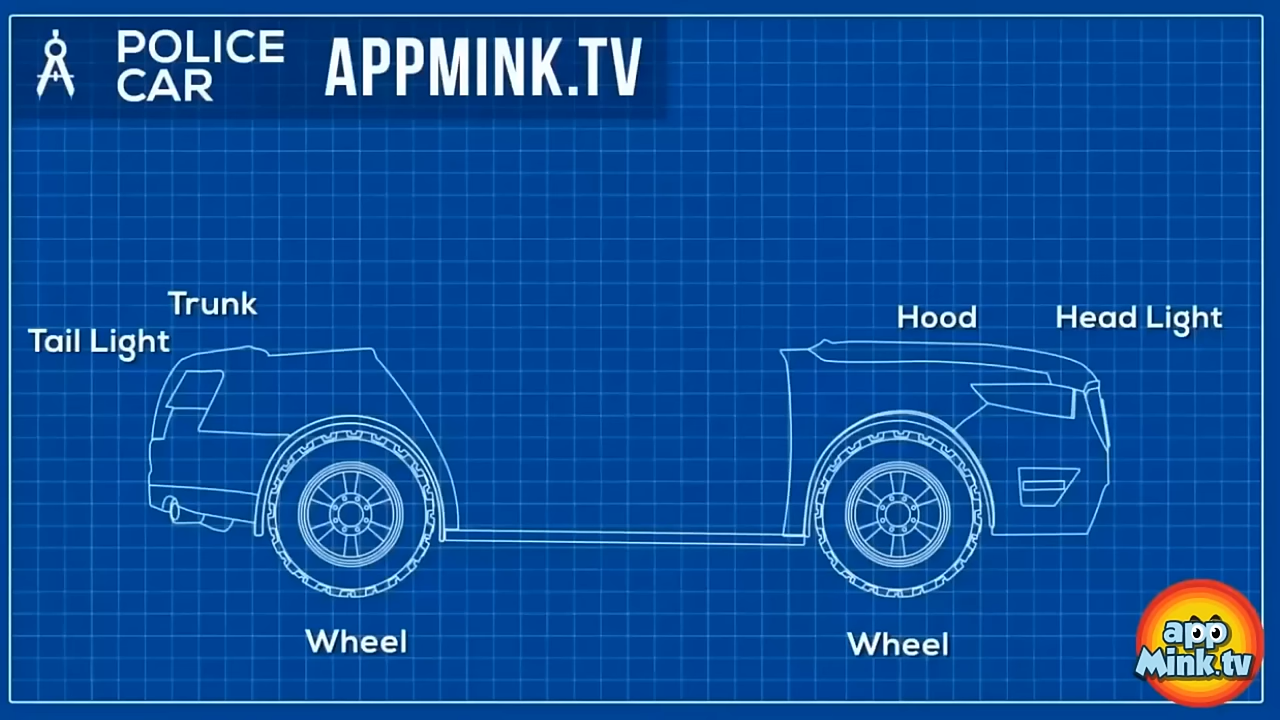 POLICE
CAR
APPMINK.TV
Trunk
Tail Light
Hood
Head Light
Wheel
Wheel
app
Mink.tv